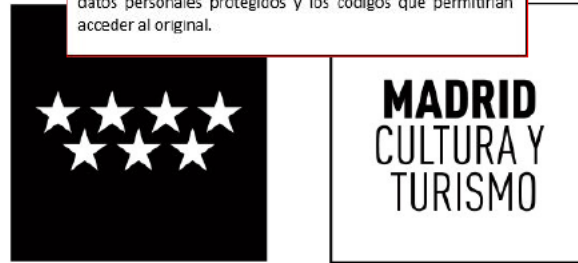 datos personales protegidos y los códigos que permitirían
acceder al original.
MADRID
CULTURA Y
TURISMO